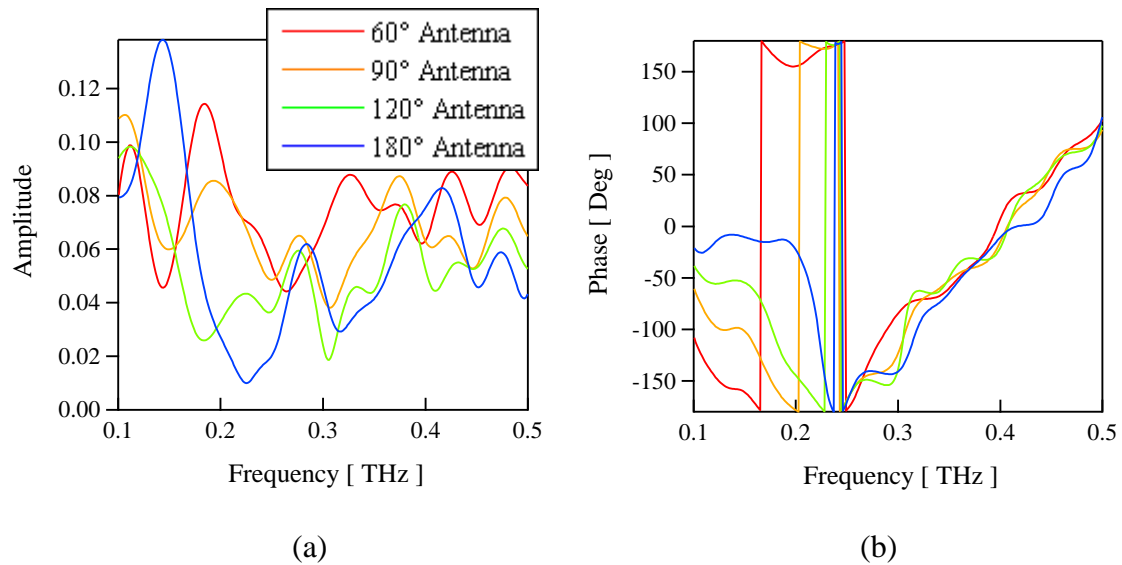 60° Antenna
90° Antenna
120° Antenna
180° Antenna
Amplitude
0.12
0.10
0.08
0.06
0.04
0.02
0.00
0.1
0.2
0.3
0.4
0.5
Frequency [ THz ]
(a)
Phase [ Deg ]
150
100
50
0
-50
-100
-150
0.1
0.2
0.3
0.4
0.5
Frequency [ THz ]
(b)